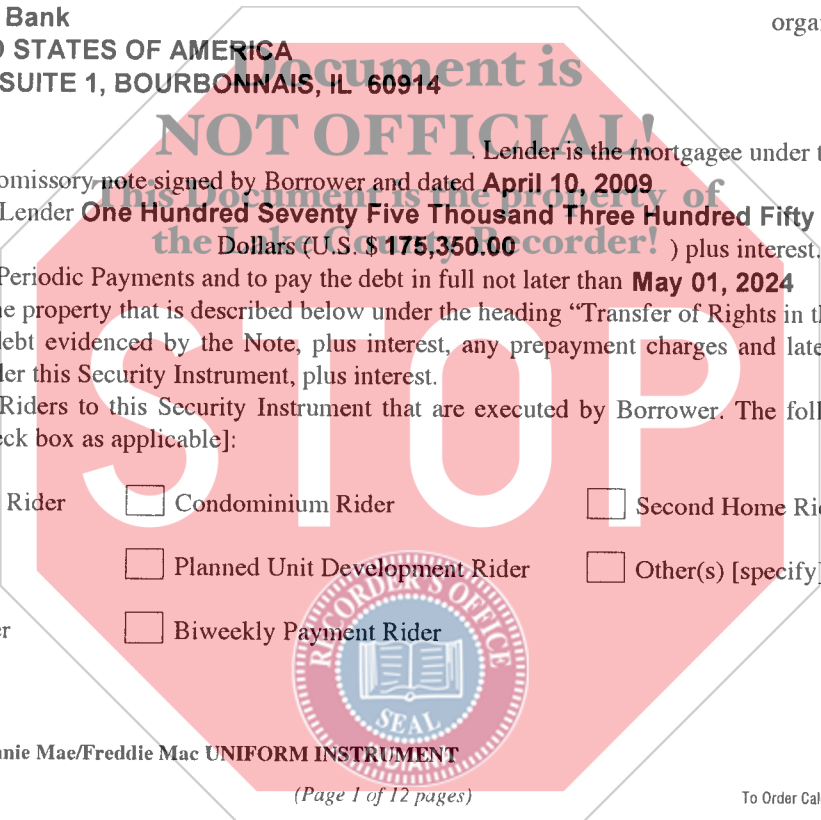 Bank
orga
STATES OF AMERICA
SUITE 1, BOURBONNAIS, IL 60914
Document is
NOT OFFICIAL!
. Lender is the mortgagee under t
omissory note signed by Borrower and dated April 10, 2009
This Document is the property of
Lender One Hundred Seventy Five Thousand Three Hundred Fifty
the Lake County Recorder!
Dollars (U.S. $ 175,350.00 ) plus interest.
Periodic Payments and to pay the debt in full not later than May 01, 2024
e property that is described below under the heading “Transfer of Rights in th
ebt evidenced by the Note, plus interest, any prepayment charges and late
er this Security Instrument, plus interest.
Riders to this Security Instrument that are executed by Borrower. The foll
eck box as applicable]:
STOP
Rider Condominium Rider Second Home Ri
Planned Unit Development Rider Other(s) [specify]
er Biweekly Payment Rider
RECORDER'S OFFICE
SEAL
INDIANA
nie Mae/Freddie Mac UNIFORM INSTRUMENT
(Page 1 of 12 pages)
To Order Cal